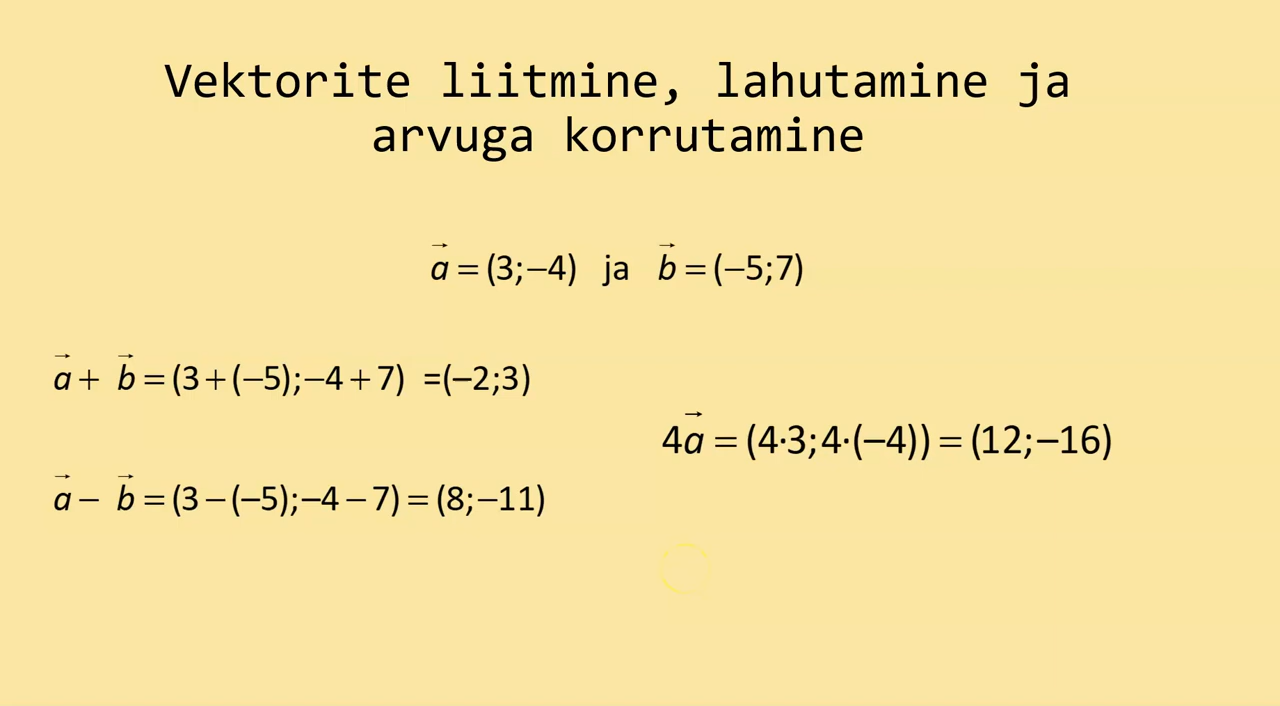 Vektorite liitmine, lahutamine ja
arvuga korrutamine
a⃗ = (3;−4) ja b⃗ = (−5;7)
a⃗ + b⃗ = (3+(−5);−4+7) =(−2;3)
4a⃗ = (4·3;4·(−4)) = (12;−16)
a⃗ − b⃗ = (3−(−5);−4−7) = (8;−11)